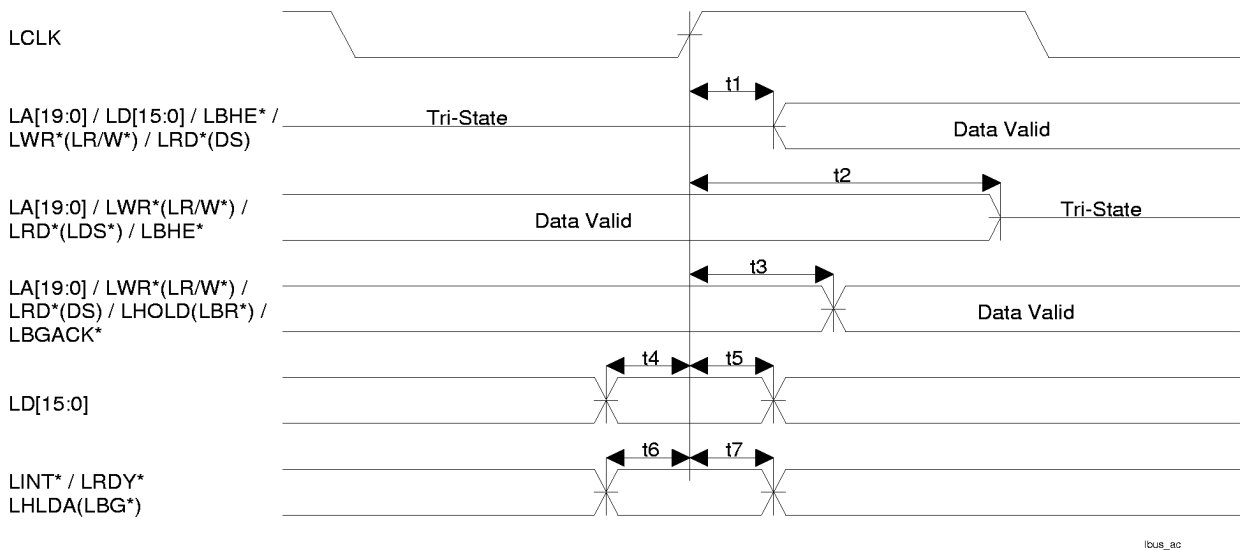 LCLK
t1
LA[19:0] / LD[15:0] / LBHE* /
LWR*(LR/W*) / LRD*(DS)
Tri-State
Data Valid
t2
LA[19:0] / LWR*(LR/W*) /
LRD*(LDS*) / LBHE*
Data Valid
Tri-State
t3
LA[19:0] / LWR*(LR/W*) /
LRD*(DS) / LHOLD(LBR*) /
LBGACK*
Data Valid
t4
t5
LD[15:0]
t6
t7
LINT* / LRDY*
LHLDA(LBG*)
lbus_ac